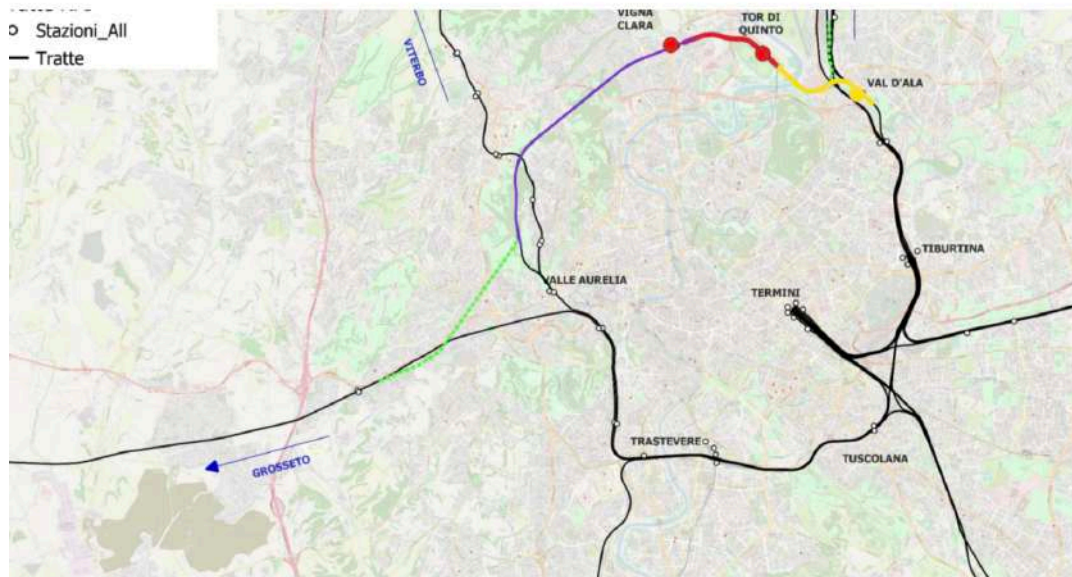 Stazioni_All
Tratte
VITERBO
VIGNA
CLARA
TOR DI
QUINTO
VAL D'ALA
TIBURTINA
VALLE AURELIA
TERMINI
TRASTEVERE
TUSCOLANA
GROSSETO